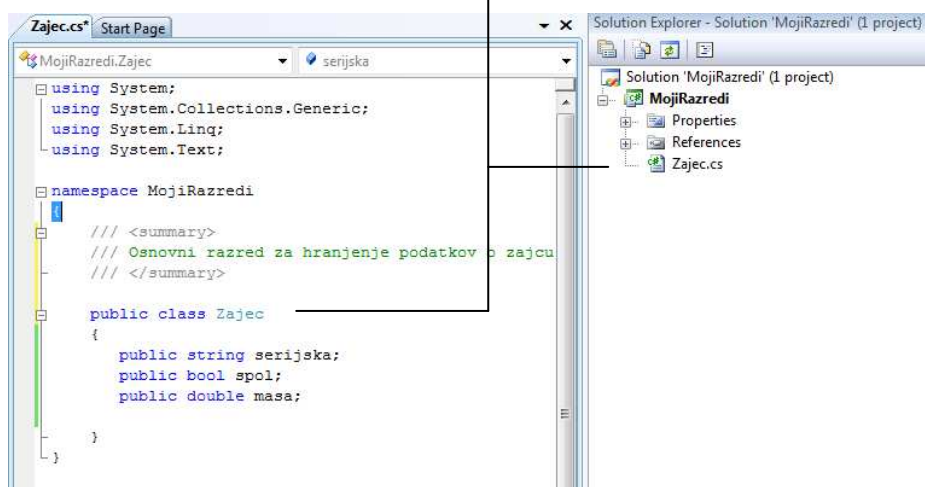 Zajec.cs* Start Page
MojiRazredi.Zajec serijska
using System;
using System.Collections.Generic;
using System.Linq;
using System.Text;
namespace MojiRazredi
{
/// <summary>
/// Osnovni razred za hranjenje podatkov o zajcu
/// </summary>
public class Zajec
{
public string serijska;
public bool spol;
public double masa;
}
}
Solution Explorer - Solution 'MojiRazredi' (1 project)
Solution 'MojiRazredi' (1 project)
MojiRazredi
Properties
References
Zajec.cs